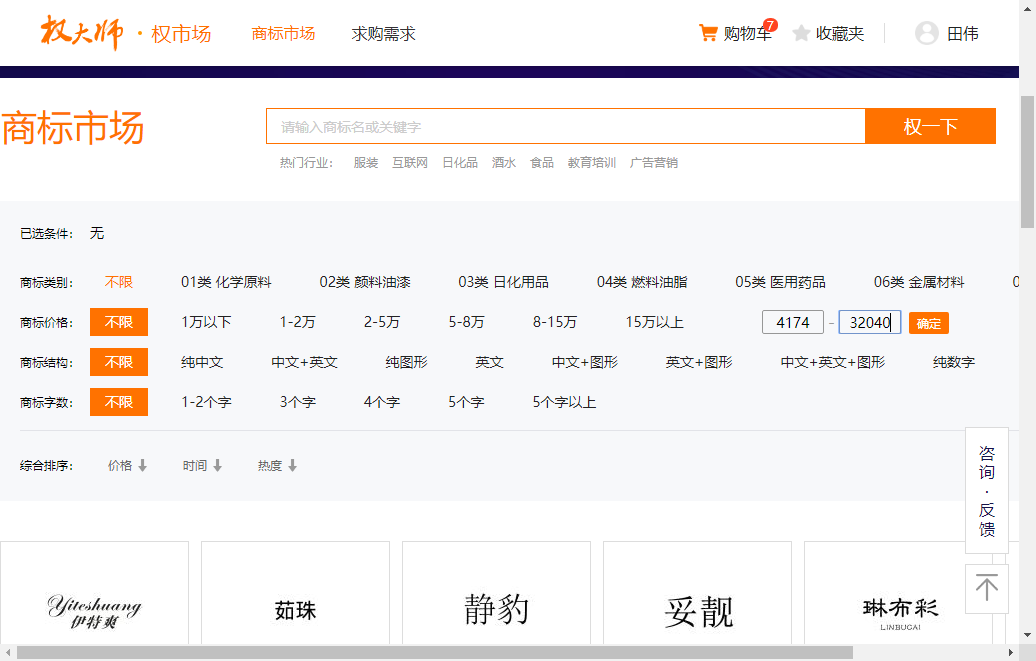 权大师 · 权市场 商标市场 求购需求 购物车 7 收藏夹 田伟
商标市场 请输入商标名或关键字 权一下
热门行业： 服装 互联网 日化品 酒水 食品 教育培训 广告营销
已选条件： 无
商标类别： 不限 01类 化学原料 02类 颜料油漆 03类 日化用品 04类 燃料油脂 05类 医用药品 06类 金属材料
商标价格： 不限 1万以下 1-2万 2-5万 5-8万 8-15万 15万以上 4174 - 32040 确定
商标结构： 不限 纯中文 中文+英文 纯图形 英文 中文+图形 英文+图形 中文+英文+图形 纯数字
商标字数： 不限 1-2个字 3个字 4个字 5个字 5个字以上
综合排序： 价格 时间 热度
咨询·反馈
Yiteshuang
伊特爽
茹珠
静豹
妥靓
琳布彩
LINBUCAI